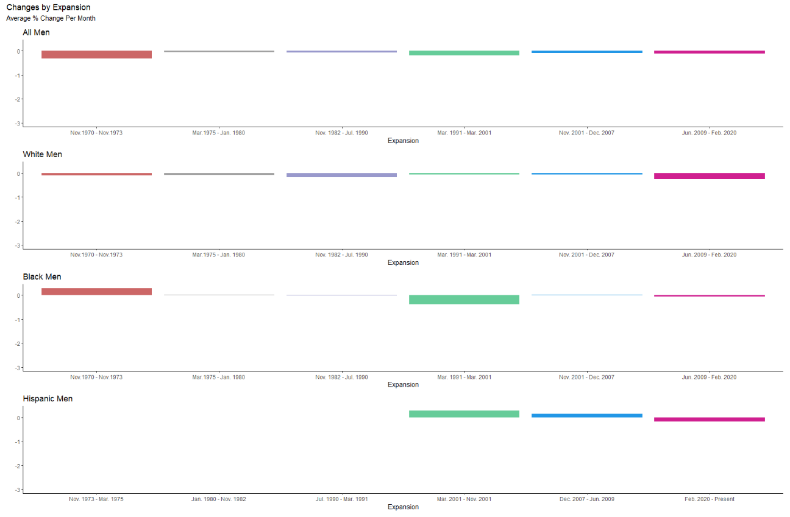 Changes by Expansion
Average % Change Per Month
All Men
0
-1
-2
-3
Nov.1970 - Nov.1973 Mar.1975 - Jan. 1980 Nov. 1982 - Jul. 1990 Mar. 1991 - Mar. 2001 Nov. 2001 - Dec. 2007 Jun. 2009 - Feb. 2020
Expansion
White Men
0
-1
-2
-3
Nov.1970 - Nov.1973 Mar.1975 - Jan. 1980 Nov. 1982 - Jul. 1990 Mar. 1991 - Mar. 2001 Nov. 2001 - Dec. 2007 Jun. 2009 - Feb. 2020
Expansion
Black Men
0
-1
-2
-3
Nov.1970 - Nov.1973 Mar.1975 - Jan. 1980 Nov. 1982 - Jul. 1990 Mar. 1991 - Mar. 2001 Nov. 2001 - Dec. 2007 Jun. 2009 - Feb. 2020
Expansion
Hispanic Men
0
-1
-2
-3
Nov. 1973 - Mar. 1975 Jan. 1980 - Nov. 1982 Jul. 1990 - Mar. 1991 Mar. 2001 - Nov. 2001 Dec. 2007 - Jun. 2009 Feb. 2020 - Present
Expansion